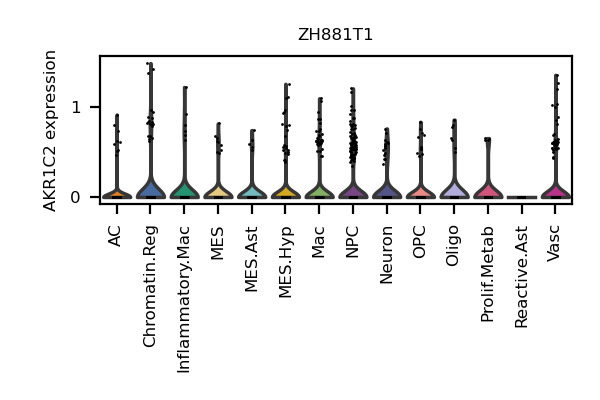 ZH881T1
AKR1C2 expression
1
0
AC
Chromatin.Reg
Inflammatory.Mac
MES
MES.Ast
MES.Hyp
Mac
NPC
Neuron
OPC
Oligo
Prolif.Metab
Reactive.Ast
Vasc